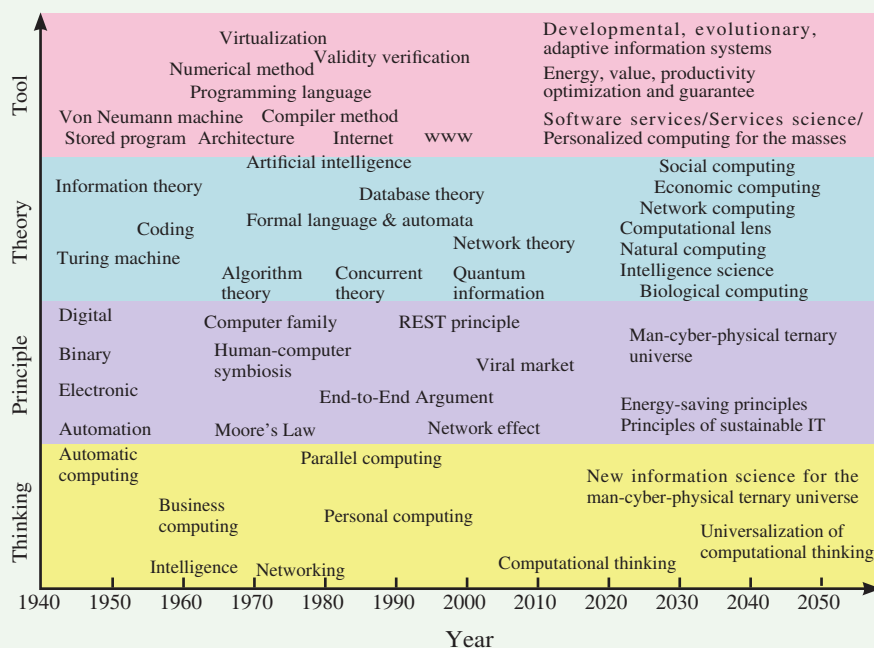 Tool
Virtualization
Validity verification
Numerical method
Programming language
Von Neumann machine
Compiler method
Stored program
Architecture
Internet
WWW
Developmental, evolutionary,
adaptive information systems
Energy, value, productivity
optimization and guarantee
Software services/Services science/
Personalized computing for the masses
Theory
Artificial intelligence
Information theory
Database theory
Formal language & automata
Coding
Turing machine
Network theory
Algorithm
theory
Concurrent
theory
Quantum
information
Social computing
Economic computing
Network computing
Computational lens
Natural computing
Intelligence science
Biological computing
Principle
Digital
Computer family
REST principle
Binary
Human-computer
symbiosis
Viral market
Electronic
End-to-End Argument
Automation
Moore's Law
Network effect
Man-cyber-physical ternary
universe
Energy-saving principles
Principles of sustainable IT
Thinking
Automatic
computing
Parallel computing
Business
computing
Personal computing
Intelligence
Networking
Computational thinking
New information science for the
man-cyber-physical ternary universe
Universalization of
computational thinking
1940 1950 1960 1970 1980 1990 2000 2010 2020 2030 2040 2050
Year